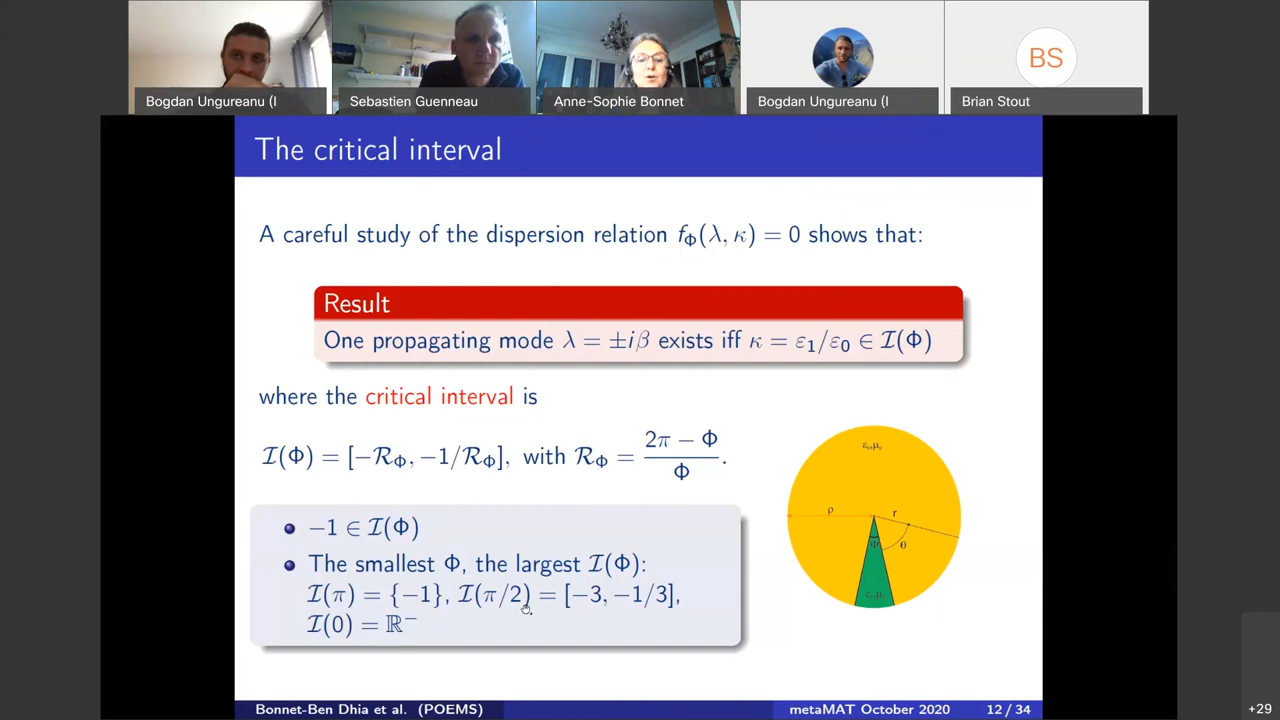 Bogdan Ungureanu (I
Sebastien Guenneau
Anne-Sophie Bonnet
Bogdan Ungureanu (I
BS
Brian Stout
The critical interval
A careful study of the dispersion relation f_Φ(λ, κ) = 0 shows that:
Result
One propagating mode λ = ±iβ exists iff κ = ε₁/ε₀ ∈ 𝓘(Φ)
where the critical interval is
𝓘(Φ) = [−𝓡_Φ, −1/𝓡_Φ], with 𝓡_Φ = (2π − Φ)/Φ.
−1 ∈ 𝓘(Φ)
The smallest Φ, the largest 𝓘(Φ):
𝓘(π) = {−1}, 𝓘(π/2) = [−3, −1/3],
𝓘(0) = ℝ⁻
ε₀,μ₀
ρ
r
Φ
θ
Bonnet-Ben Dhia et al. (POEMS)
metaMAT October 2020
12 / 34
+29